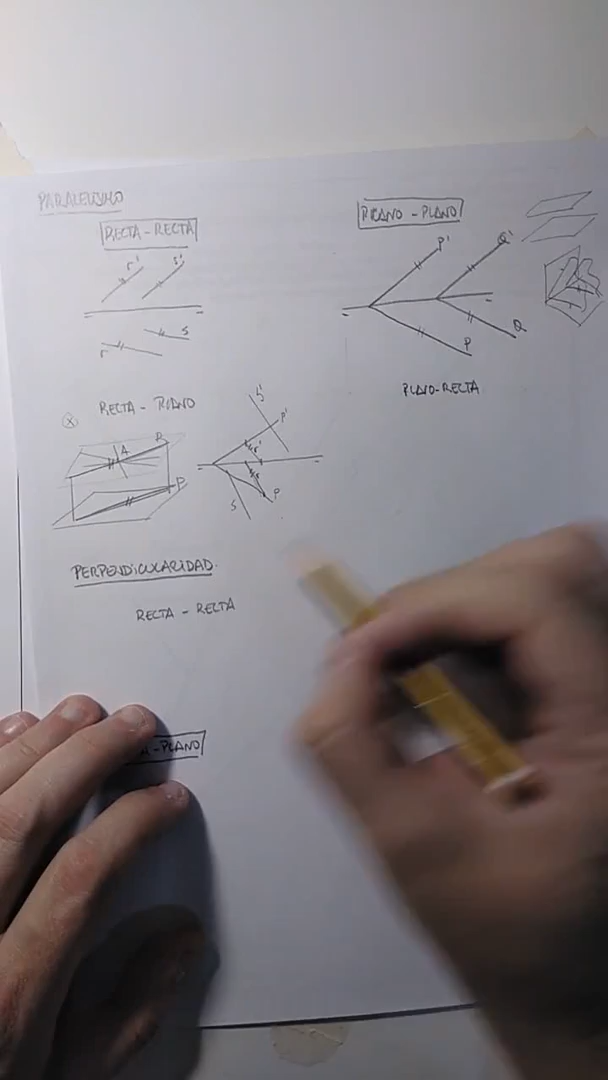 PARALELISMO
RECTA - RECTA
r' s'
r s
PLANO - PLANO
P' Q'
P Q
PLANO-RECTA
RECTA - PLANO
A R
P
s' P'
r'
r
s P
PERPENDICULARIDAD
RECTA - RECTA
-PLANO